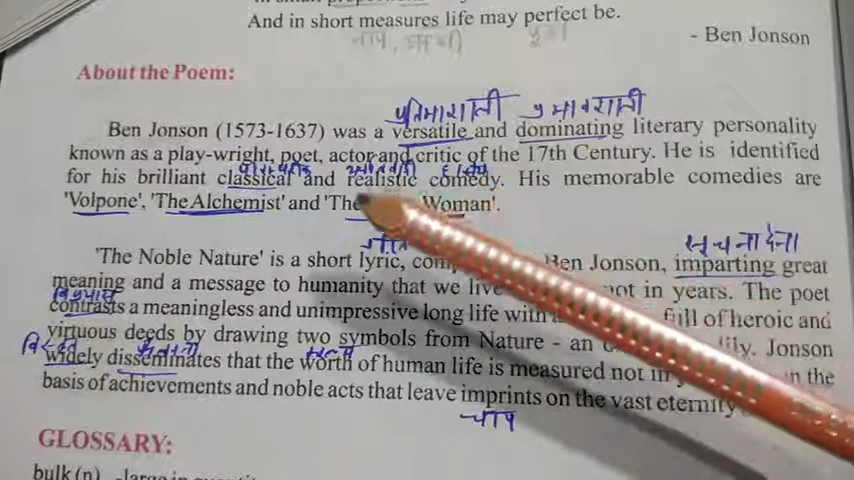 And in short measures life may perfect be.
- Ben Jonson
About the Poem:
प्रतिभाशाली प्रभावशाली
Ben Jonson (1573-1637) was a versatile and dominating literary personality
known as a play-wright, poet, actor and critic of the 17th Century. He is identified
for his brilliant classical and realistic comedy. His memorable comedies are
'Volpone', 'The Alchemist' and 'The Woman'.
सूचना देना
'The Noble Nature' is a short lyric, Ben Jonson, imparting great
meaning and a message to humanity that we live not in years. The poet
contrasts a meaningless and unimpressive long life with full of heroic and
virtuous deeds by drawing two symbols from Nature - an lily. Jonson
widely disseminates that the worth of human life is measured not in the
basis of achievements and noble acts that leave imprints on the vast eternity
छाप
GLOSSARY:
bulk (n)